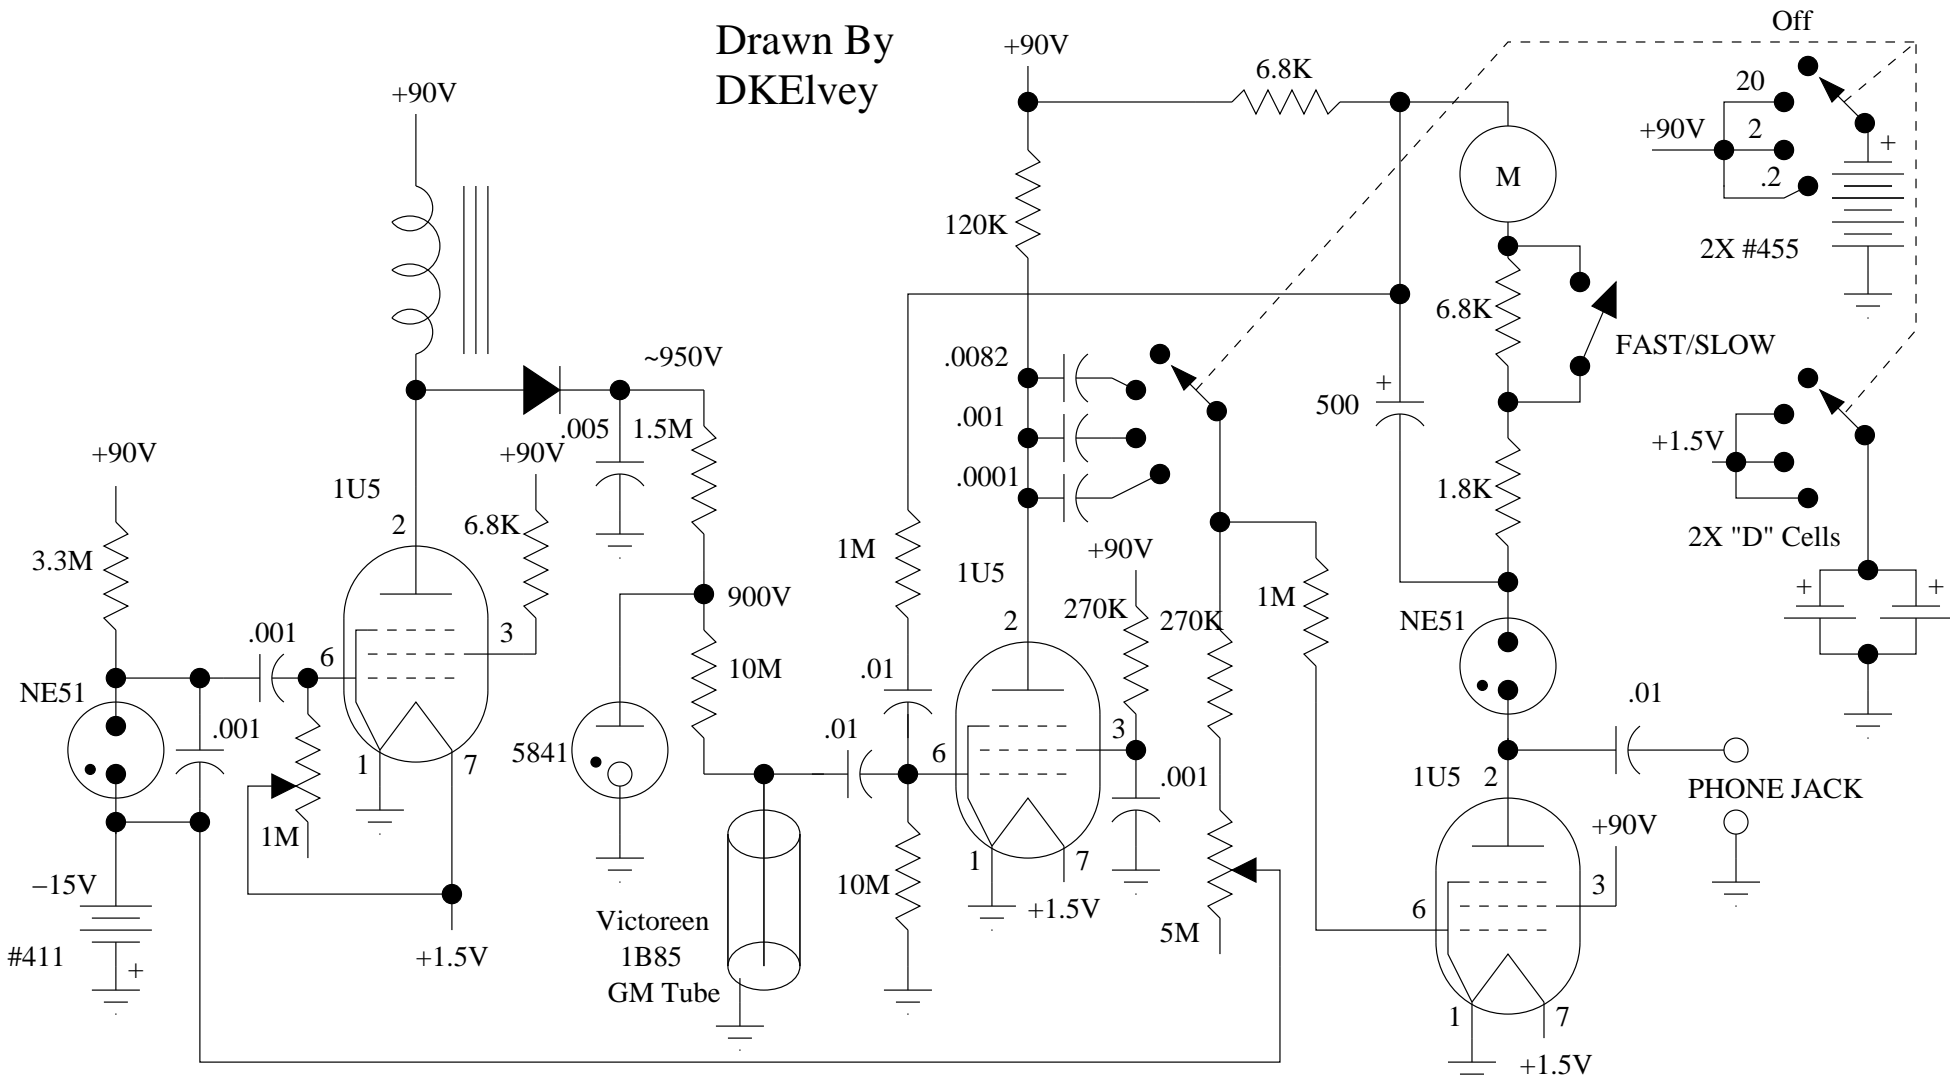 Drawn By
DKElvey
Off
+90V
6.8K
20
+90V
2
.2
+
2X #455
+90V
M
120K
6.8K
FAST/SLOW
~950V
.005
1.5M
+90V
+90V
1U5
2
6.8K
3.3M
.0082
.001
.0001
+
500
1.8K
+1.5V
2X "D" Cells
+
+
1M
1U5
2
+90V
270K
270K
1M
NE51
900V
3
.001
6
10M
NE51
.001
.01
.01
5841
1
7
1M
6
3
.001
1U5
2
.01
PHONE JACK
+90V
−15V
#411
+
+1.5V
Victoreen
1B85
GM Tube
10M
1
7
+1.5V
5M
6
3
1
7
+1.5V